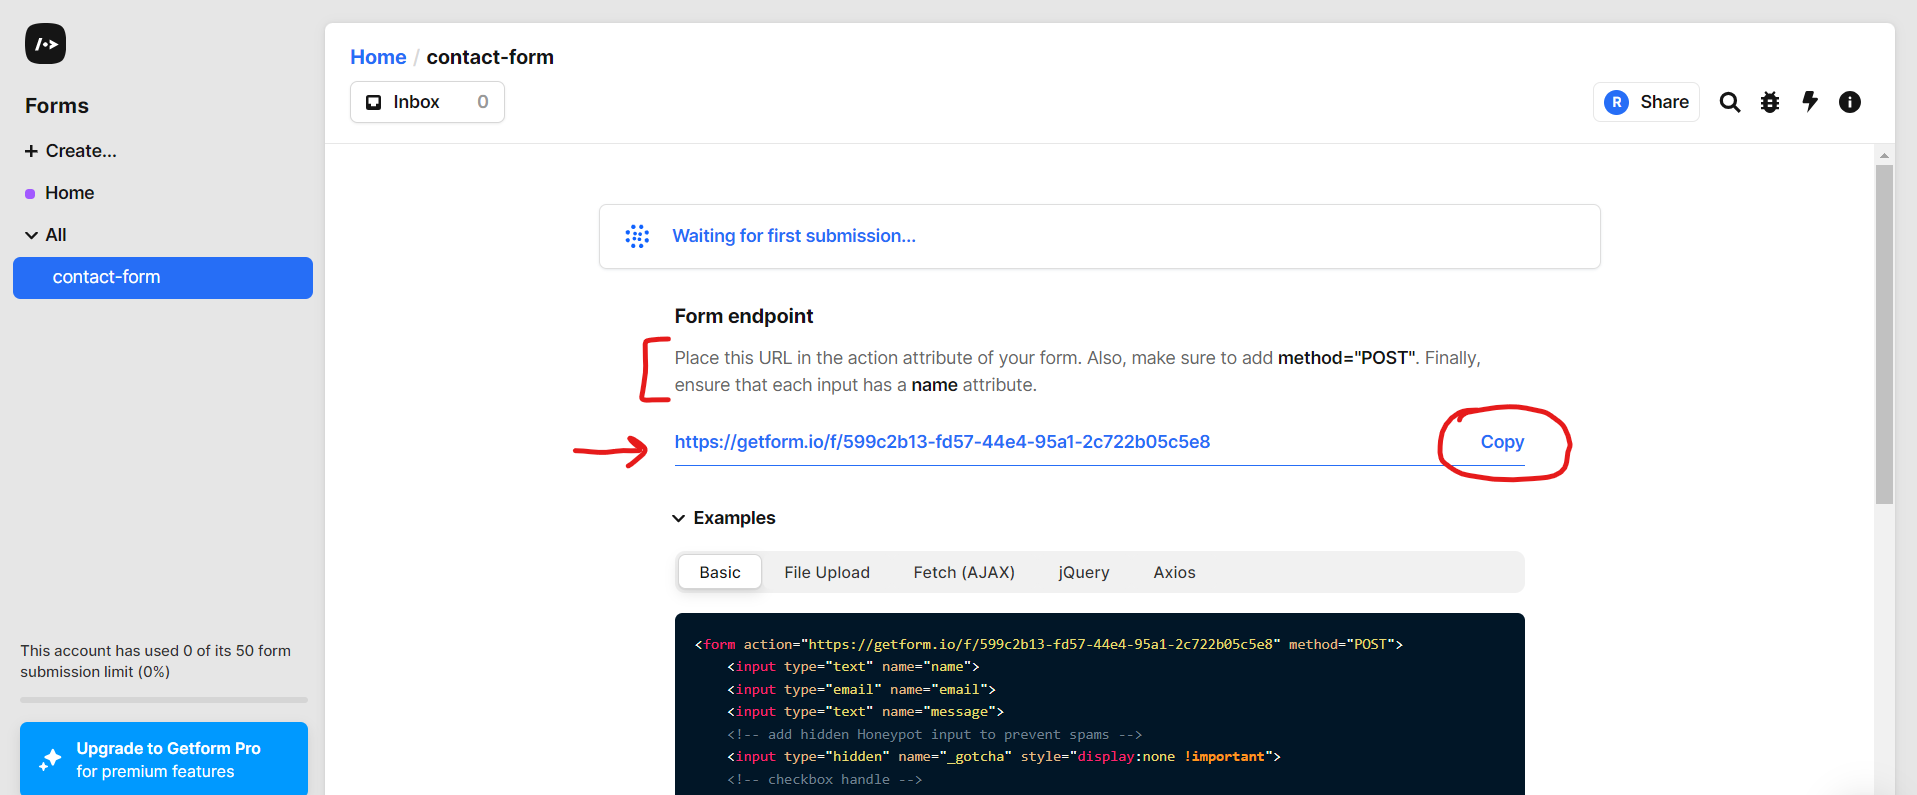 /·>
Forms
+ Create...
Home
All
contact-form
This account has used 0 of its 50 form
submission limit (0%)
Upgrade to Getform Pro
for premium features
Home / contact-form
Inbox 0
R Share
Waiting for first submission...
Form endpoint
Place this URL in the action attribute of your form. Also, make sure to add method="POST". Finally,
ensure that each input has a name attribute.
https://getform.io/f/599c2b13-fd57-44e4-95a1-2c722b05c5e8 Copy
Examples
Basic File Upload Fetch (AJAX) jQuery Axios
<form action="https://getform.io/f/599c2b13-fd57-44e4-95a1-2c722b05c5e8" method="POST">
<input type="text" name="name">
<input type="email" name="email">
<input type="text" name="message">
<!-- add hidden Honeypot input to prevent spams -->
<input type="hidden" name="_gotcha" style="display:none !important">
<!-- checkbox handle -->